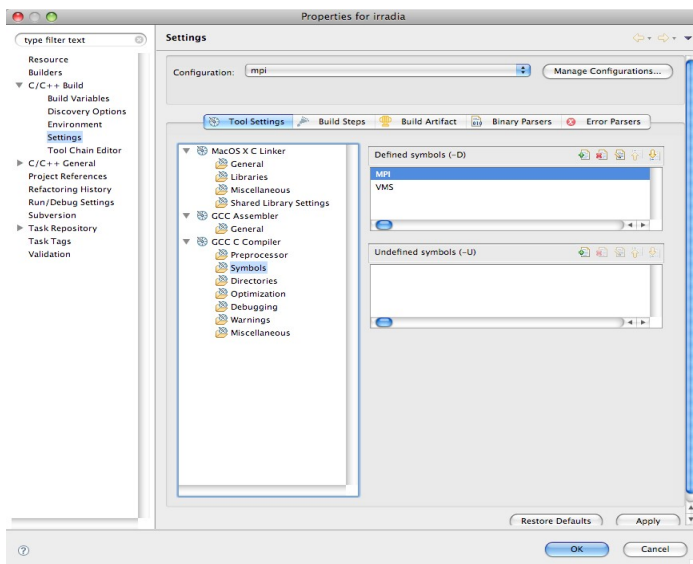 Properties for irradia
type filter text
Settings
Resource
Builders
C/C++ Build
Build Variables
Discovery Options
Environment
Settings
Tool Chain Editor
C/C++ General
Project References
Refactoring History
Run/Debug Settings
Subversion
Task Repository
Task Tags
Validation
Configuration: mpi
Manage Configurations...
Tool Settings Build Steps Build Artifact Binary Parsers Error Parsers
MacOS X C Linker
General
Libraries
Miscellaneous
Shared Library Settings
GCC Assembler
General
GCC C Compiler
Preprocessor
Symbols
Directories
Optimization
Debugging
Warnings
Miscellaneous
Defined symbols (-D)
MPI
VMS
Undefined symbols (-U)
Restore Defaults Apply
? OK Cancel